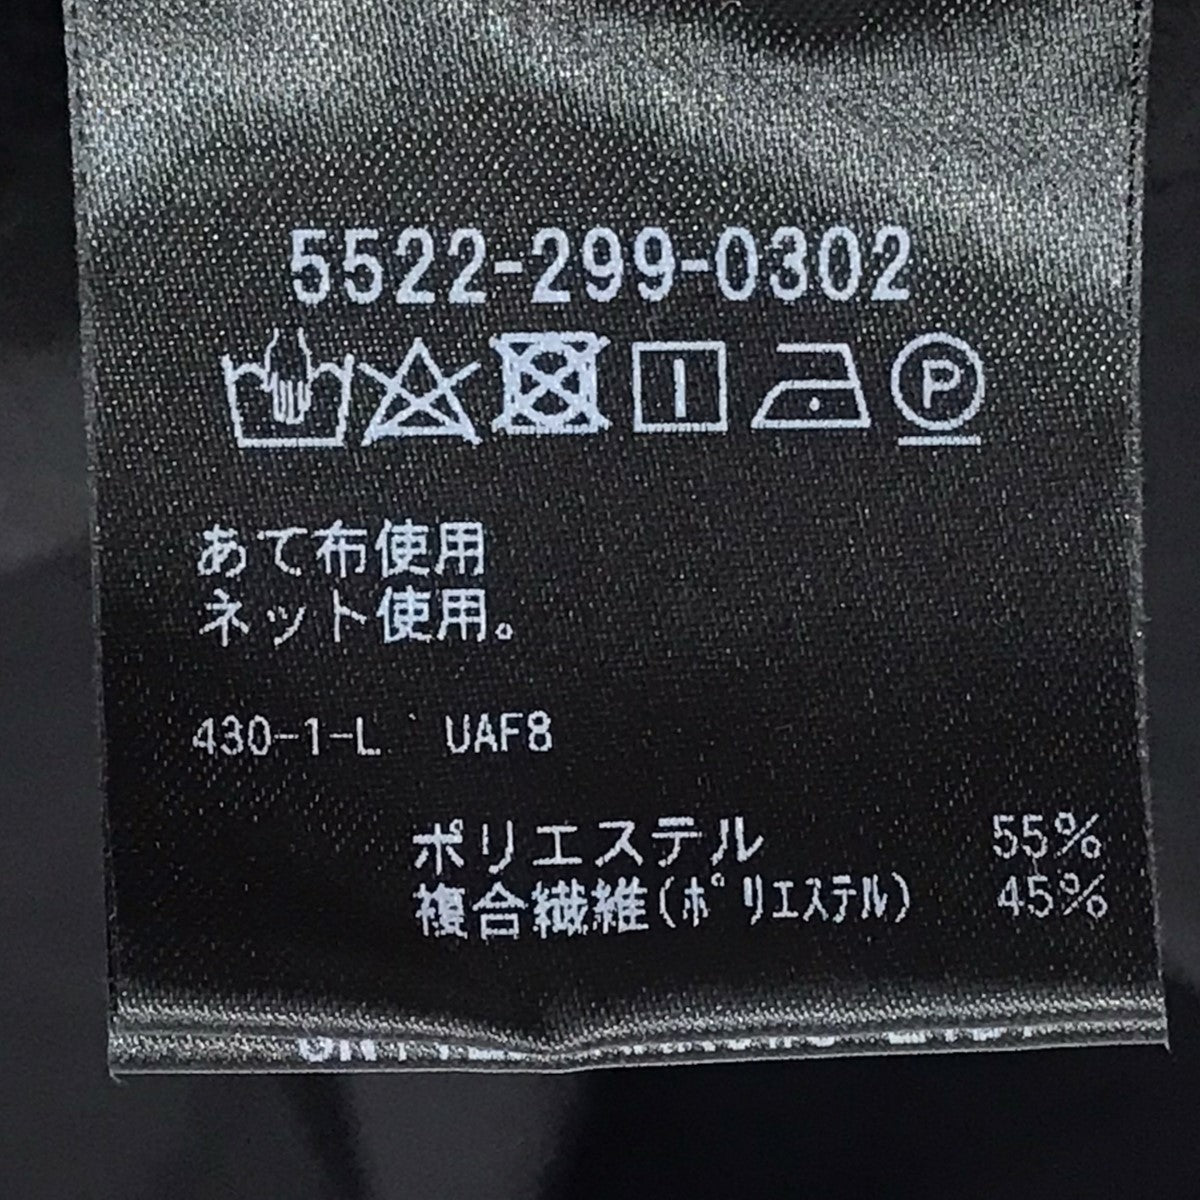 5522-299-0302
P
あて布使用
ネット使用。
430-1-L UAF8
ポリエステル 55%
複合繊維(ポリエステル) 45%